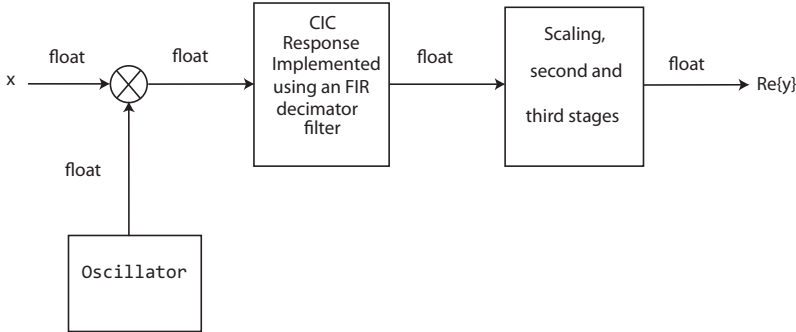 x
float
float
CIC
Response
Implemented
using an FIR
decimator
filter
float
Scaling,
second and
third stages
float
Re{y}
float
Oscillator